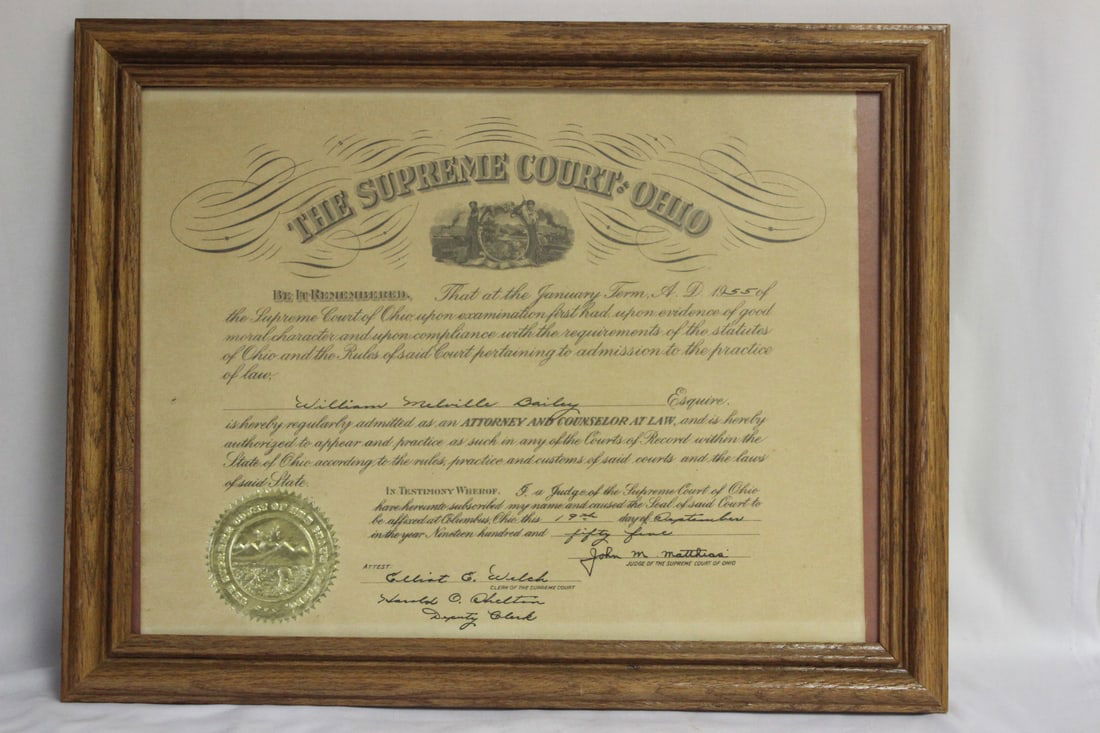 THE SUPREME COURT OF OHIO
BE IT REMEMBERED, That at the January Term, A. D. 1955 of
the Supreme Court of Ohio, upon examination first had, upon evidence of good
moral character and upon compliance with the requirements of the statutes
of Ohio and the Rules of said Court pertaining to admission to the practice
of law,
William Melville Dailey Esquire,
is hereby regularly admitted as an ATTORNEY AND COUNSELOR AT LAW, and is hereby
authorized to appear and practice as such in any of the Courts of Record within the
State of Ohio according to the rules, practice and customs of said courts and the laws
of said State.
IN TESTIMONY WHEROF, I, a Judge of the Supreme Court of Ohio
have hereunto subscribed my name and caused the Seal of said Court to
be affixed at Columbus, Ohio, this 19th day of September
in the year Nineteen hundred and fifty five
John M. Matthias
JUDGE OF THE SUPREME COURT OF OHIO
ATTEST:
Elliot E. Welch
CLERK OF THE SUPREME COURT
Harold O.
Deputy Clerk